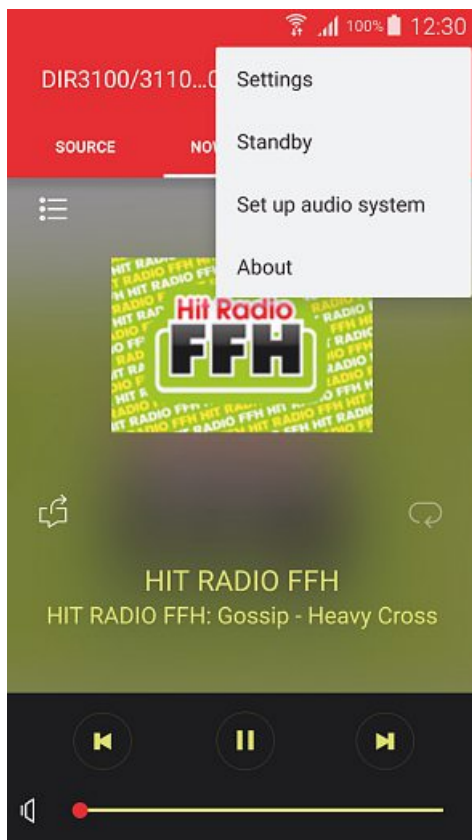 100% 12:30
DIR3100/3110...
Settings
Standby
SOURCE
Set up audio system
About
Hit Radio
FFH
HIT RADIO FFH
HIT RADIO FFH: Gossip - Heavy Cross